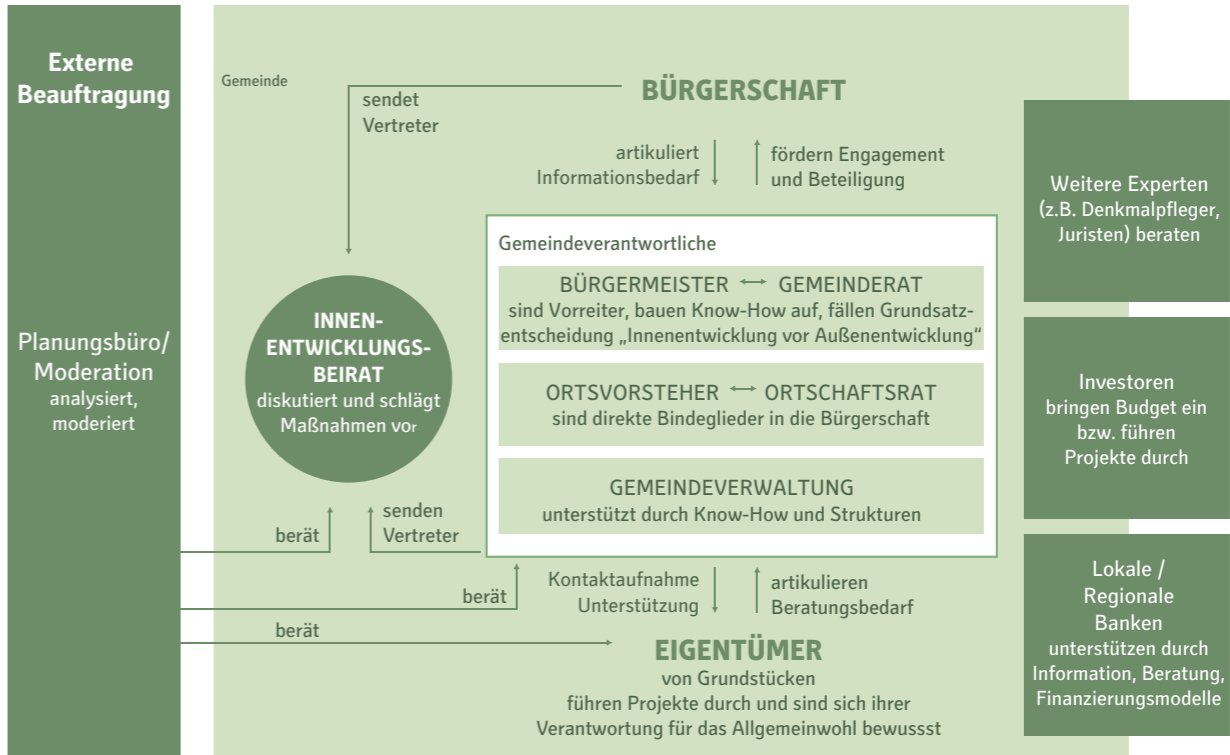 Externe
Beauftragung
Planungsbüro/
Moderation
analysiert,
moderiert
Gemeinde
BÜRGERSCHAFT
sendet
Vertreter
artikuliert
Informationsbedarf
fördern Engagement
und Beteiligung
INNEN-
ENTWICKLUNGS-
BEIRAT
diskutiert und schlägt
Maßnahmen vor
Gemeindeverantwortliche
BÜRGERMEISTER ↔ GEMEINDERAT
sind Vorreiter, bauen Know-How auf, fällen Grundsatz-
entscheidung „Innenentwicklung vor Außenentwicklung“
ORTSVORSTEHER ↔ ORTSCHAFTSRAT
sind direkte Bindeglieder in die Bürgerschaft
GEMEINDEVERWALTUNG
unterstützt durch Know-How und Strukturen
berät
senden
Vertreter
berät
berät
Kontaktaufnahme
Unterstützung
artikulieren
Beratungsbedarf
EIGENTÜMER
von Grundstücken
führen Projekte durch und sind sich ihrer
Verantwortung für das Allgemeinwohl bewussst
Weitere Experten
(z.B. Denkmalpfleger,
Juristen) beraten
Investoren
bringen Budget ein
bzw. führen
Projekte durch
Lokale /
Regionale
Banken
unterstützen durch
Information, Beratung,
Finanzierungsmodelle